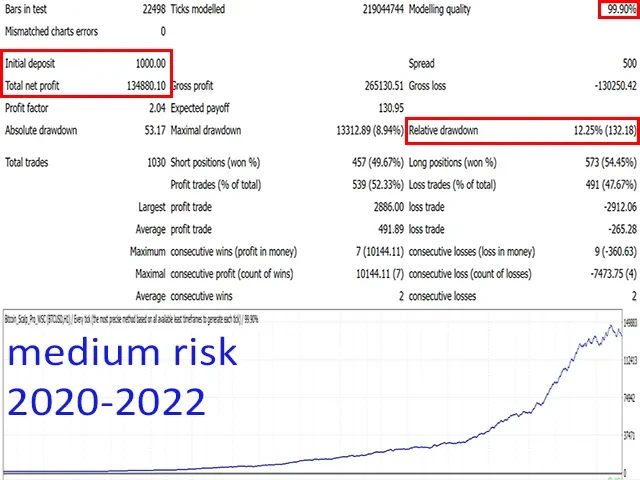 Bars in test 22498 Ticks modelled 219044744 Modelling quality 99.90%
Mismatched charts errors 0
Initial deposit 1000.00 Spread 500
Total net profit 134880.10 Gross profit 265130.51 Gross loss -130250.42
Profit factor 2.04 Expected payoff 130.95
Absolute drawdown 53.17 Maximal drawdown 13312.89 (8.94%) Relative drawdown 12.25% (132.18)
Total trades 1030 Short positions (won %) 457 (49.67%) Long positions (won %) 573 (54.45%)
Profit trades (% of total) 539 (52.33%) Loss trades (% of total) 491 (47.67%)
Largest profit trade 2886.00 loss trade -2912.06
Average profit trade 491.89 loss trade -265.28
Maximum consecutive wins (profit in money) 7 (10144.11) consecutive losses (loss in money) 9 (-360.63)
Maximal consecutive profit (count of wins) 10144.11 (7) consecutive loss (count of losses) -7473.75 (4)
Average consecutive wins 2 consecutive losses 2
Bitcoin_Scalp_Pro_WSC (BTCUSD,H1) / Every tick (the most precise method based on all available least timeframes to generate each tick) / 99.90%
149883
medium risk
112413
2020-2022
74942
37471
0